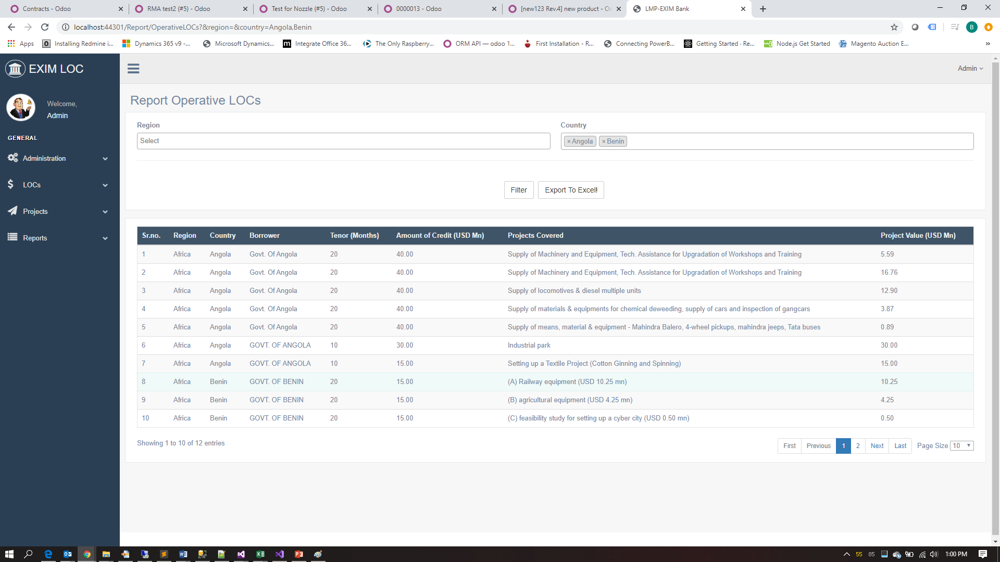 Contracts - Odoo
RMA test2 (#5) - Odoo
Test for Nozzle (#5) - Odoo
0000013 - Odoo
[new123 Rev.4] new product - Oc
LMP-EXIM Bank
localhost:44301/Report/OperativeLOCs?&region=&country=Angola,Benin
B
Apps
Installing Redmine i...
Dynamics 365 v9 -...
Microsoft Dynamics...
Integrate Office 36...
The Only Raspberry...
ORM API — odoo 1...
First Installation - R...
Connecting PowerB...
Getting Started · Re...
Node.js Get Started
Magento Auction E...
»
EXIM LOC
Admin
Welcome,
Admin
GENERAL
Administration
LOCs
Projects
Reports
Report Operative LOCs
Region
Country
Select
× Angola × Benin
Filter
Export To Excel!
Sr.no. Region Country Borrower Tenor (Months) Amount of Credit (USD Mn) Projects Covered Project Value (USD Mn)
1 Africa Angola Govt. Of Angola 20 40.00 Supply of Machinery and Equipment, Tech. Assistance for Upgradation of Workshops and Training 5.59
2 Africa Angola Govt. Of Angola 20 40.00 Supply of Machinery and Equipment, Tech. Assistance for Upgradation of Workshops and Training 16.76
3 Africa Angola Govt. Of Angola 20 40.00 Supply of locomotives & diesel multiple units 12.90
4 Africa Angola Govt. Of Angola 20 40.00 Supply of materials & equipments for chemical deweeding, supply of cars and inspection of gangcars 3.87
5 Africa Angola Govt. Of Angola 20 40.00 Supply of means, material & equipment - Mahindra Balero, 4-wheel pickups, mahindra jeeps, Tata buses 0.89
6 Africa Angola GOVT. OF ANGOLA 10 30.00 Industrial park 30.00
7 Africa Angola GOVT. OF ANGOLA 10 15.00 Setting up a Textile Project (Cotton Ginning and Spinning) 15.00
8 Africa Benin GOVT. OF BENIN 20 15.00 (A) Railway equipment (USD 10.25 mn) 10.25
9 Africa Benin GOVT. OF BENIN 20 15.00 (B) agricultural equipment (USD 4.25 mn) 4.25
10 Africa Benin GOVT. OF BENIN 20 15.00 (C) feasibility study for setting up a cyber city (USD 0.50 mn) 0.50
Showing 1 to 10 of 12 entries
First Previous 1 2 Next Last Page Size 10
55 85 1:00 PM